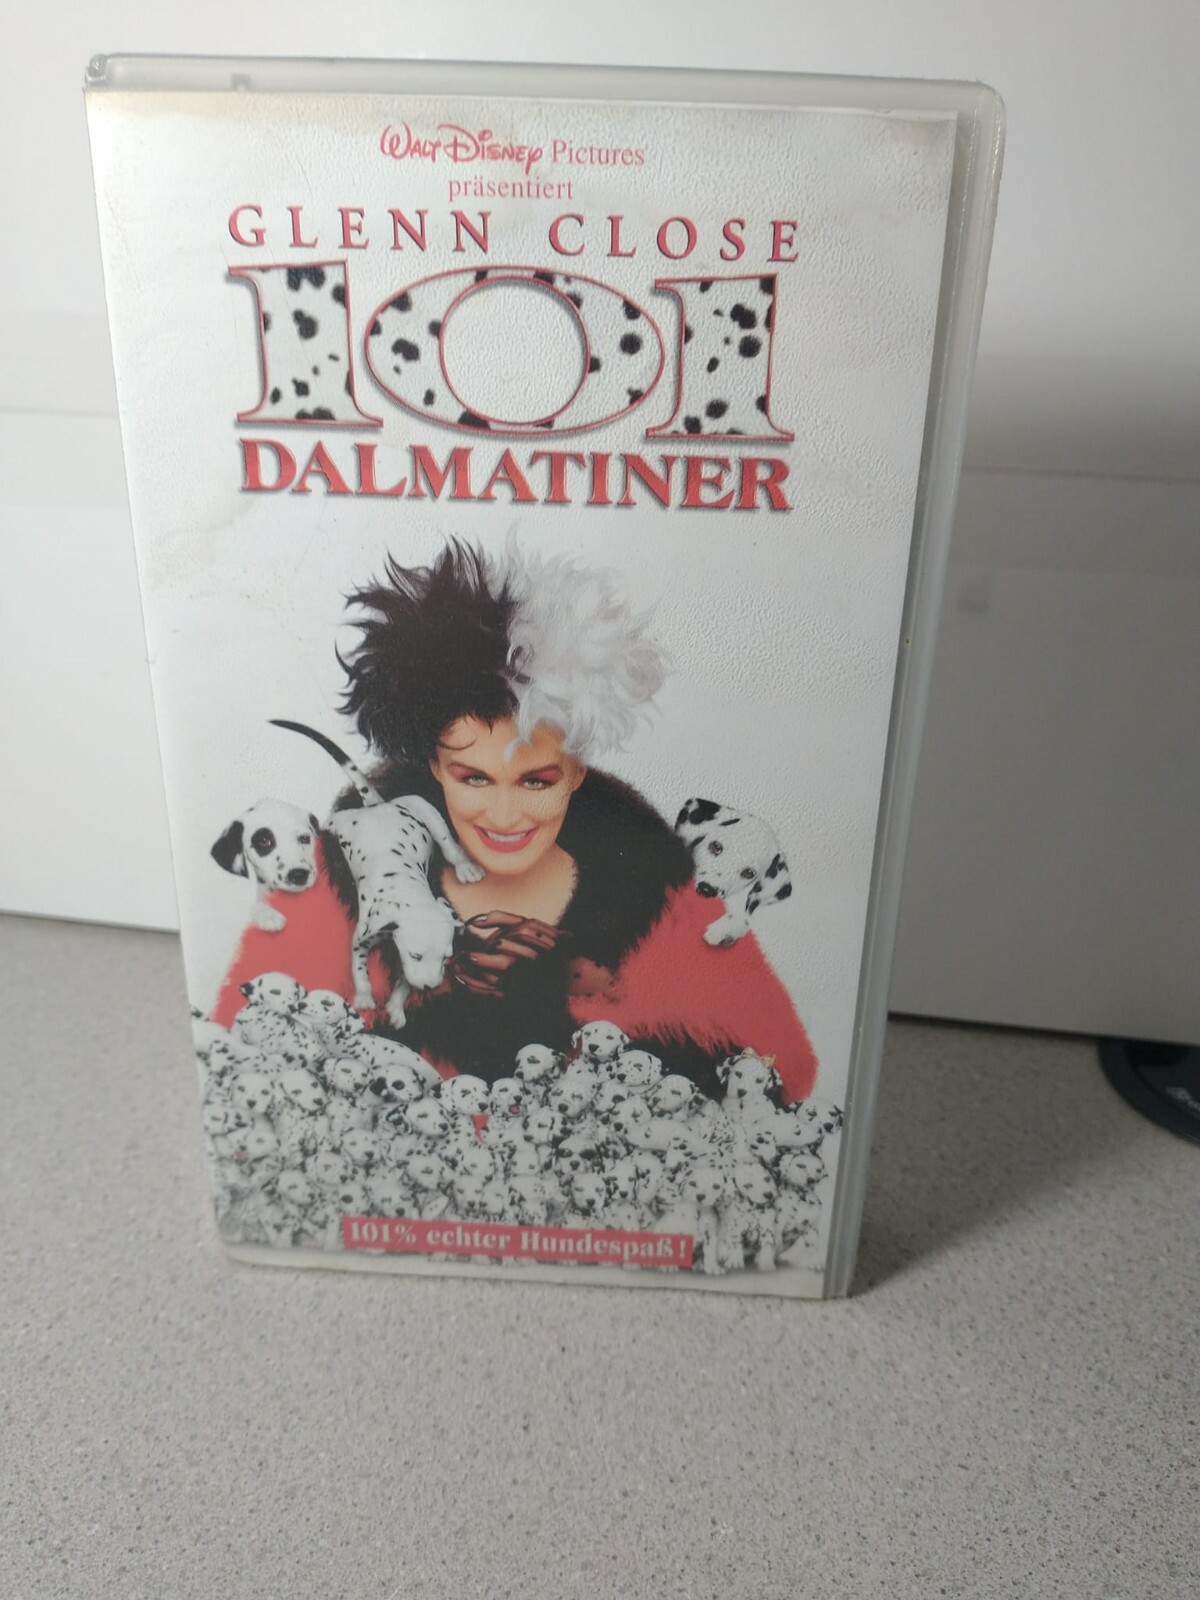 Walt Disney Pictures
präsentiert
GLENN CLOSE
101
DALMATINER
101% echter Hundespaß!